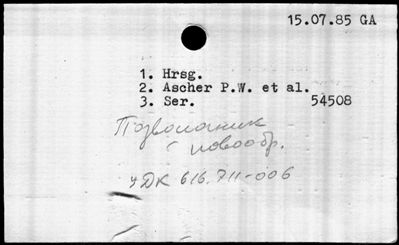 15.07.85 GA
1. Hrsg.
2. Ascher P.W. et al.
3. Ser. 54508
Позвоночник
новообр.
УДК 616.711-006